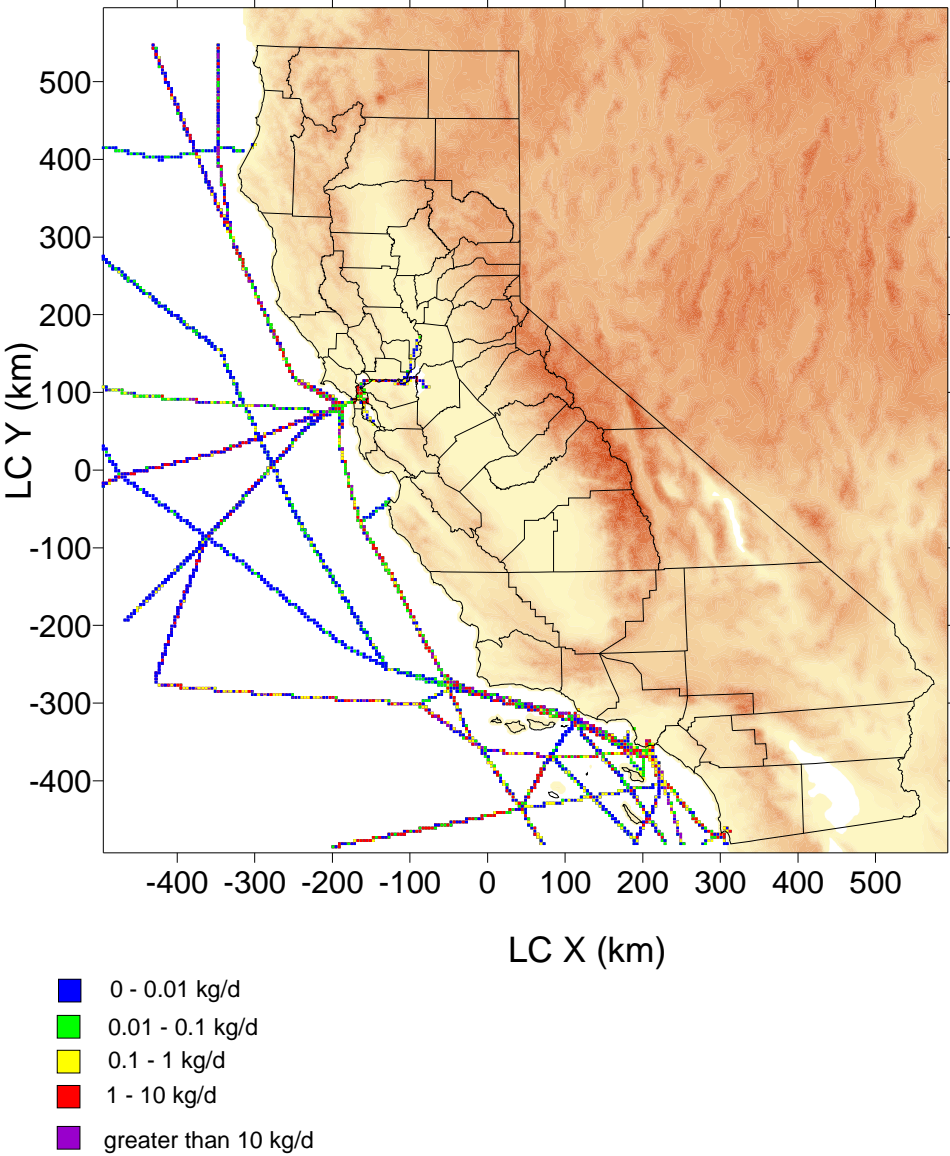 500
400
300
200
100
0
-100
-200
-300
-400
LC Y (km)
-400 -300 -200 -100 0 100 200 300 400 500
LC X (km)
0 - 0.01 kg/d
0.01 - 0.1 kg/d
0.1 - 1 kg/d
1 - 10 kg/d
greater than 10 kg/d